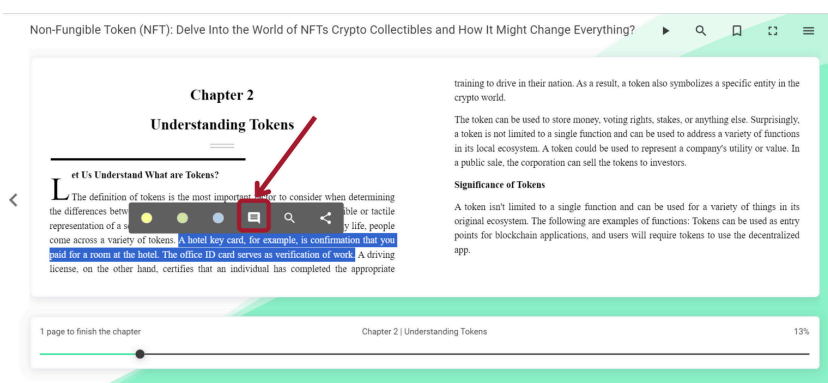 Non-Fungible Token (NFT): Delve Into the World of NFTs Crypto Collectibles and How It Might Change Everything?
Chapter 2
Understanding Tokens
Let Us Understand What are Tokens?
The definition of tokens is the most important to consider when determining
the differences betw ible or tactile
representation of a y life, people
come across a variety of tokens. A hotel key card, for example, is confirmation that you
paid for a room at the hotel. The office ID card serves as verification of work. A driving
license, on the other hand, certifies that an individual has completed the appropriate
training to drive in their nation. As a result, a token also symbolizes a specific entity in the
crypto world.
The token can be used to store money, voting rights, stakes, or anything else. Surprisingly,
a token is not limited to a single function and can be used to address a variety of functions
in its local ecosystem. A token could be used to represent a company's utility or value. In
a public sale, the corporation can sell the tokens to investors.
Significance of Tokens
A token isn't limited to a single function and can be used for a variety of things in its
original ecosystem. The following are examples of functions: Tokens can be used as entry
points for blockchain applications, and users will require tokens to use the decentralized
app.
1 page to finish the chapter
Chapter 2 | Understanding Tokens
13%